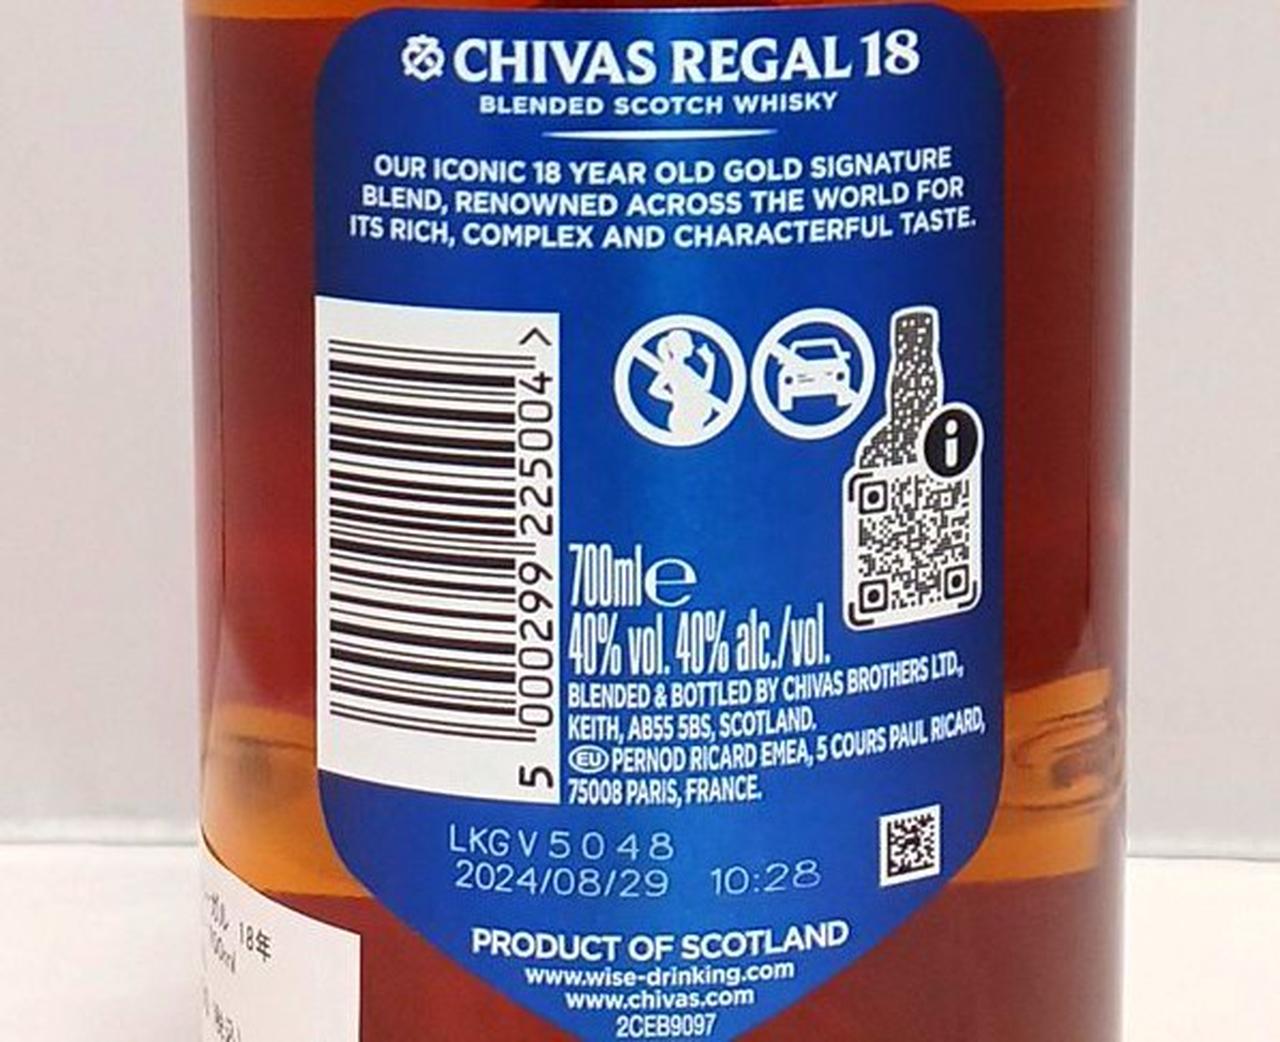 CHIVAS REGAL 18
BLENDED SCOTCH WHISKY
OUR ICONIC 18 YEAR OLD GOLD SIGNATURE
BLEND, RENOWNED ACROSS THE WORLD FOR
ITS RICH, COMPLEX AND CHARACTERFUL TASTE.
5 000299 225004 >
i
700ml e
40% vol. 40% alc./vol.
BLENDED & BOTTLED BY CHIVAS BROTHERS LTD.,
KEITH, AB55 5BS, SCOTLAND.
EU PERNOD RICARD EMEA, 5 COURS PAUL RICARD,
75008 PARIS, FRANCE.
LKGV5048
2024/08/29 10:28
PRODUCT OF SCOTLAND
www.wise-drinking.com
www.chivas.com
2CEB9097
18年